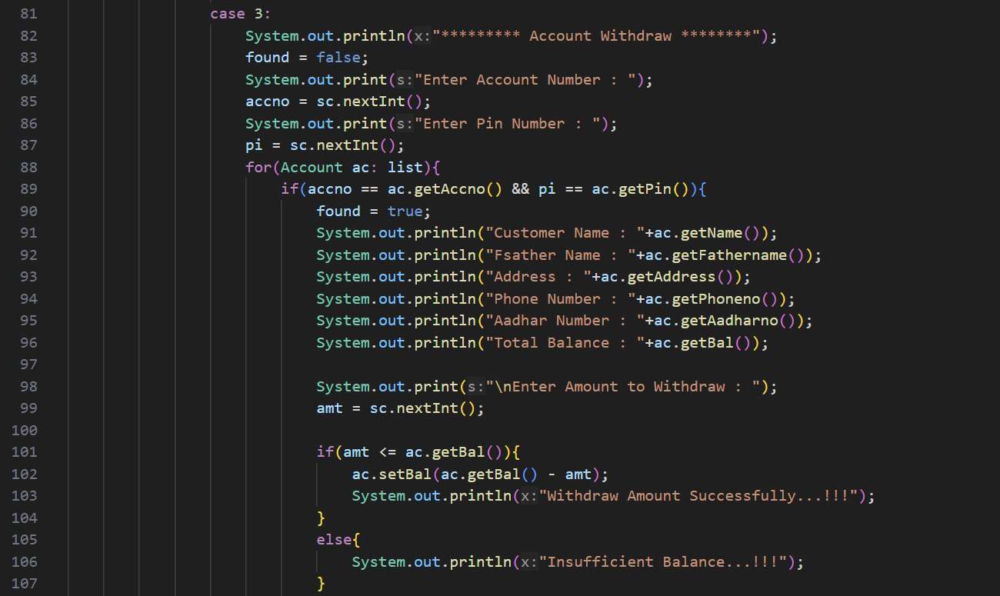 81 case 3:
82 System.out.println(x:"********* Account Withdraw ********");
83 found = false;
84 System.out.print(s:"Enter Account Number : ");
85 accno = sc.nextInt();
86 System.out.print(s:"Enter Pin Number : ");
87 pi = sc.nextInt();
88 for(Account ac: list){
89 if(accno == ac.getAccno() && pi == ac.getPin()){
90 found = true;
91 System.out.println("Customer Name : "+ac.getName());
92 System.out.println("Fsather Name : "+ac.getFathername());
93 System.out.println("Address : "+ac.getAddress());
94 System.out.println("Phone Number : "+ac.getPhoneno());
95 System.out.println("Aadhar Number : "+ac.getAadharno());
96 System.out.println("Total Balance : "+ac.getBal());
97
98 System.out.print(s:"\nEnter Amount to Withdraw : ");
99 amt = sc.nextInt();
100
101 if(amt <= ac.getBal()){
102 ac.setBal(ac.getBal() - amt);
103 System.out.println(x:"Withdraw Amount Successfully...!!!");
104 }
105 else{
106 System.out.println(x:"Insufficient Balance...!!!");
107 }